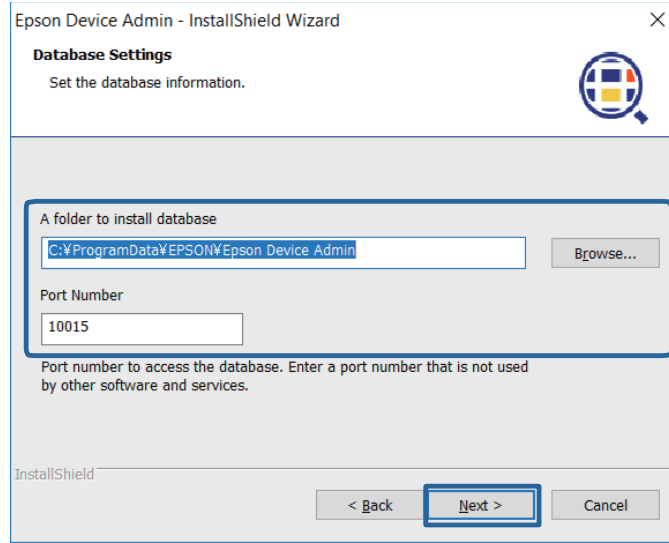 Epson Device Admin - InstallShield Wizard
Database Settings
Set the database information.
A folder to install database
C:¥ProgramData¥EPSON¥Epson Device Admin
Browse...
Port Number
10015
Port number to access the database. Enter a port number that is not used
by other software and services.
InstallShield
< Back Next > Cancel